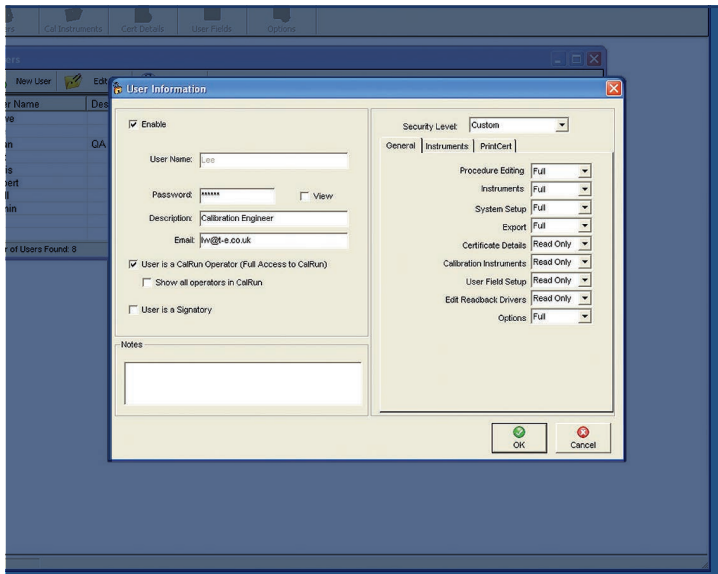 Cal Instruments Cert Details User Fields Options
New User Edit
User Name Des
QA
r of Users Found: 8
User Information
Enable
User Name: Lee
Password: ****** View
Description: Calibration Engineer
Email: lw@t-e.co.uk
User is a CalRun Operator (Full Access to CalRun)
Show all operators in CalRun
User is a Signatory
Notes
Security Level: Custom
General Instruments PrintCert
Procedure Editing Full
Instruments Full
System Setup Full
Export Full
Certificate Details Read Only
Calibration Instruments Read Only
User Field Setup Read Only
Edit Readback Drivers Read Only
Options Full
OK Cancel